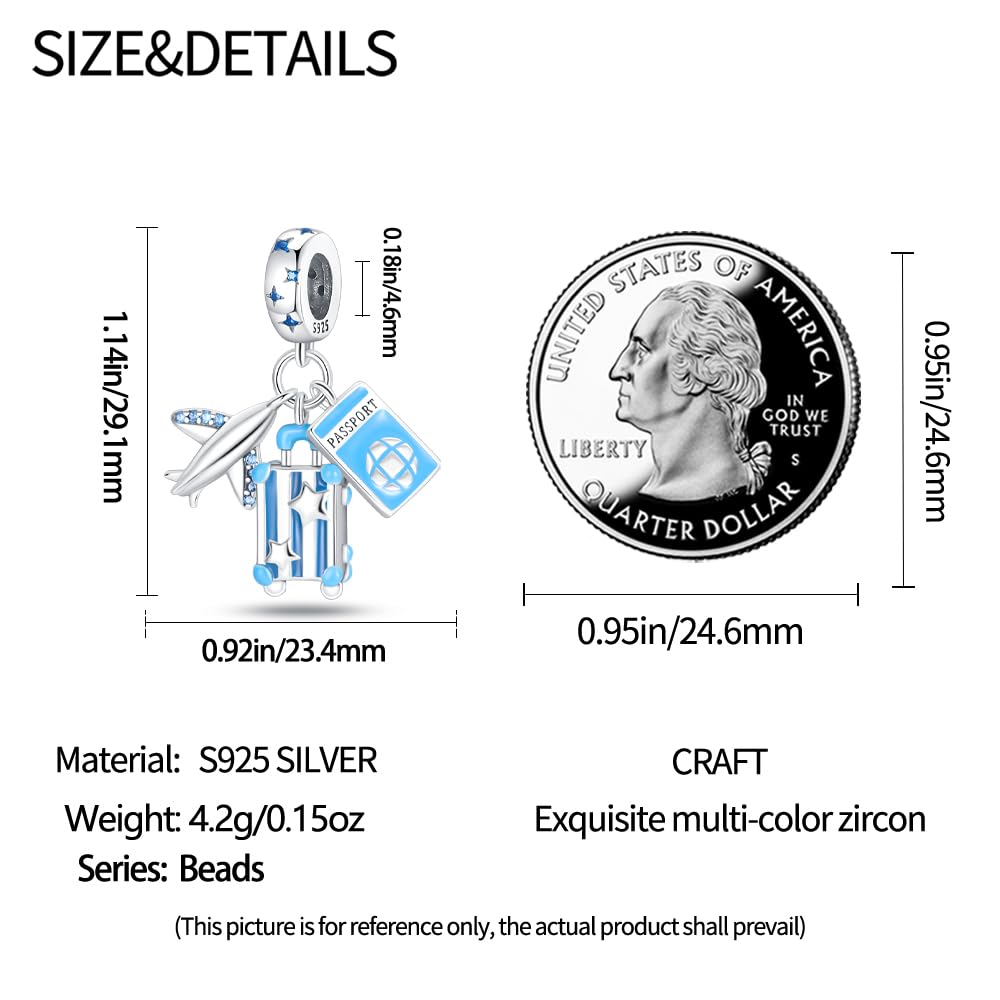 SIZE&DETAILS
1.14in/29.1mm
0.18in/4.6mm
S925
PASSPORT
0.92in/23.4mm
UNITED STATES OF AMERICA
LIBERTY
IN
GOD WE
TRUST
S
QUARTER DOLLAR
0.95in/24.6mm
0.95in/24.6mm
Material: S925 SILVER
Weight: 4.2g/0.15oz
Series: Beads
CRAFT
Exquisite multi-color zircon
(This picture is for reference only, the actual product shall prevail)